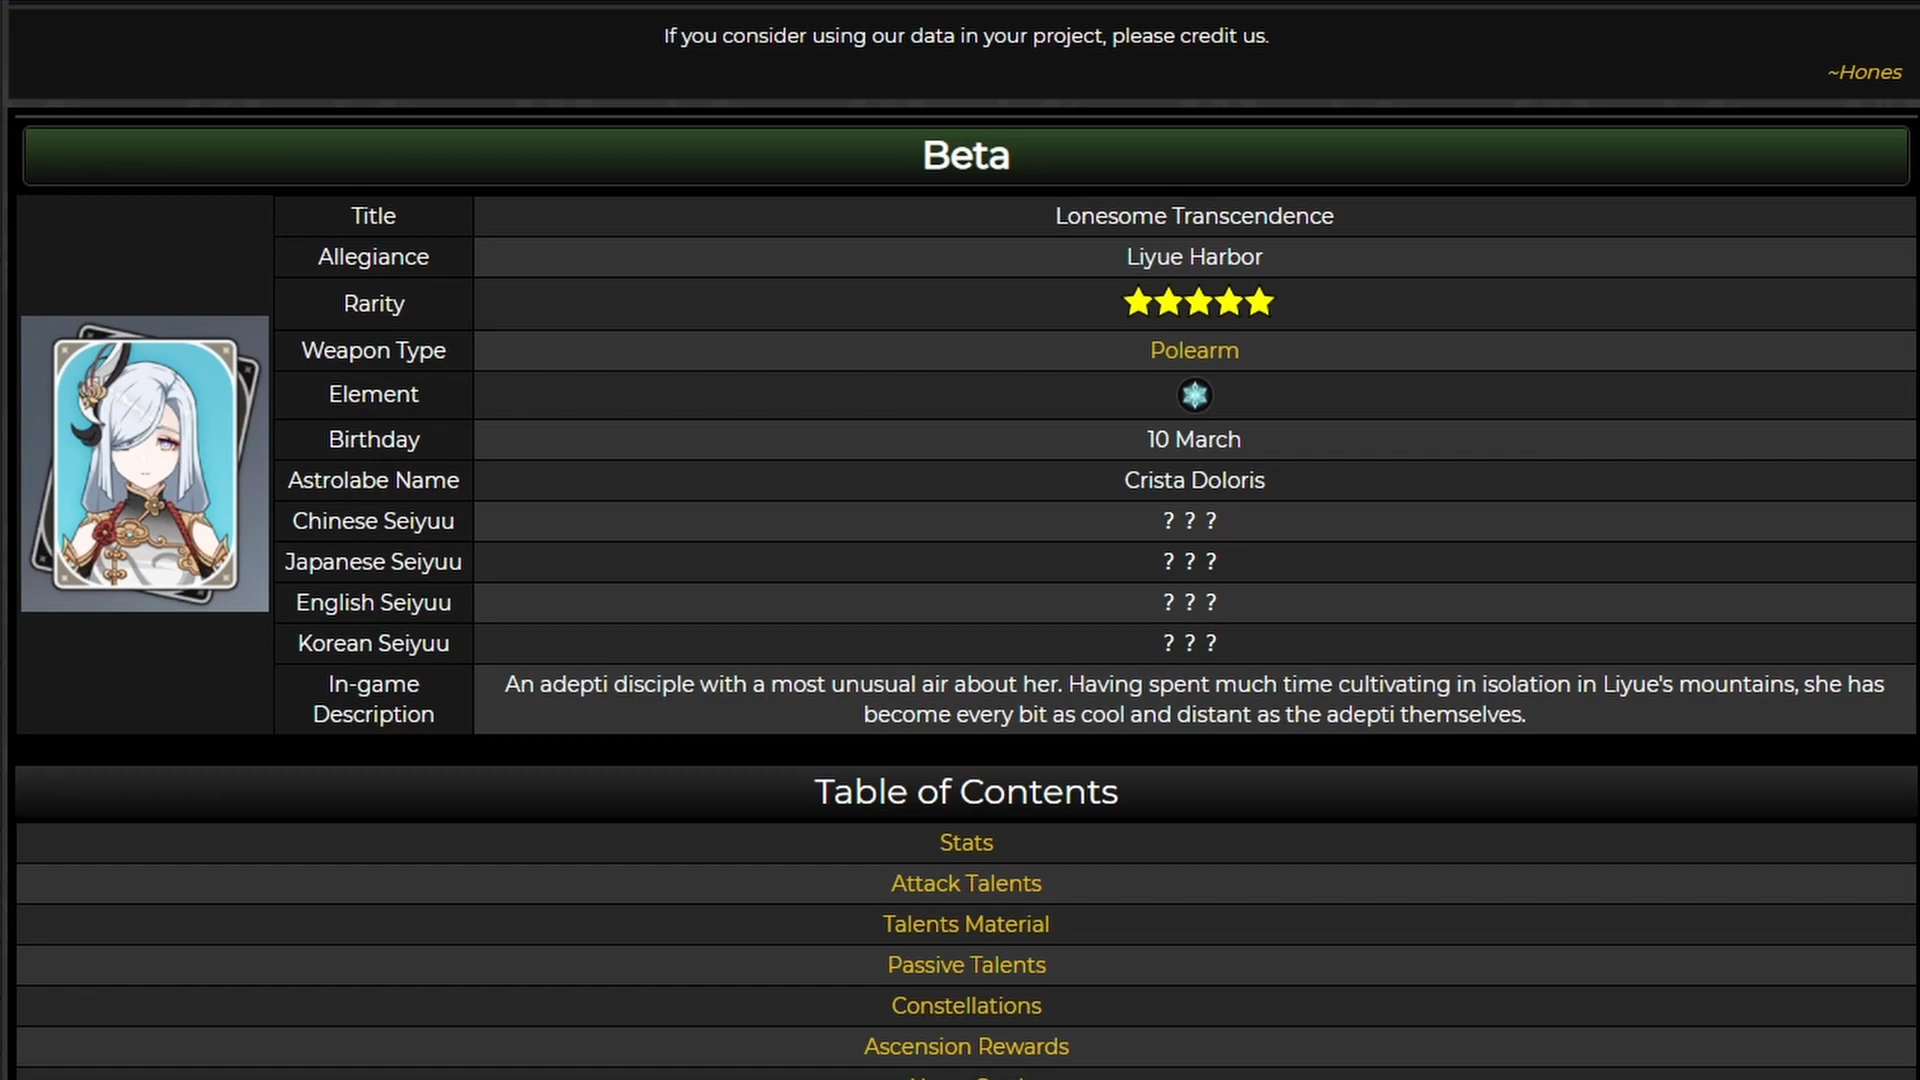 If you consider using our data in your project, please credit us.
~Hones
Beta
Title
Lonesome Transcendence
Allegiance
Liyue Harbor
Rarity
Weapon Type
Polearm
Element
Birthday
10 March
Astrolabe Name
Crista Doloris
Chinese Seiyuu
? ? ?
Japanese Seiyuu
? ? ?
English Seiyuu
? ? ?
Korean Seiyuu
? ? ?
In-game
Description
An adepti disciple with a most unusual air about her. Having spent much time cultivating in isolation in Liyue's mountains, she has
become every bit as cool and distant as the adepti themselves.
Table of Contents
Stats
Attack Talents
Talents Material
Passive Talents
Constellations
Ascension Rewards